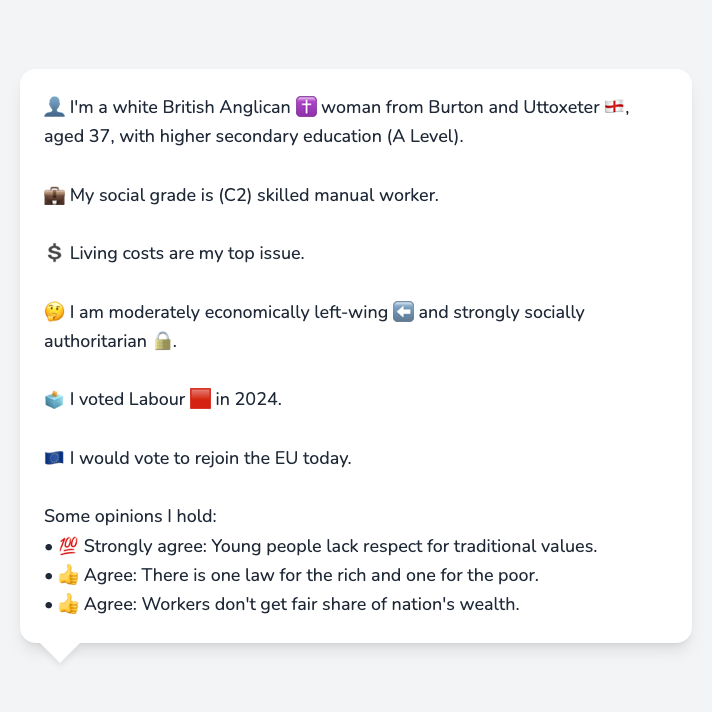 👤 I'm a white British Anglican ✝️ woman from Burton and Uttoxeter 🏴󠁧󠁢󠁥󠁮󠁧󠁿,
aged 37, with higher secondary education (A Level).
💼 My social grade is (C2) skilled manual worker.
💲 Living costs are my top issue.
🤔 I am moderately economically left-wing ⬅️ and strongly socially
authoritarian 🔒.
🗳️ I voted Labour 🟥 in 2024.
🇪🇺 I would vote to rejoin the EU today.
Some opinions I hold:
• 💯 Strongly agree: Young people lack respect for traditional values.
• 👍 Agree: There is one law for the rich and one for the poor.
• 👍 Agree: Workers don't get fair share of nation's wealth.